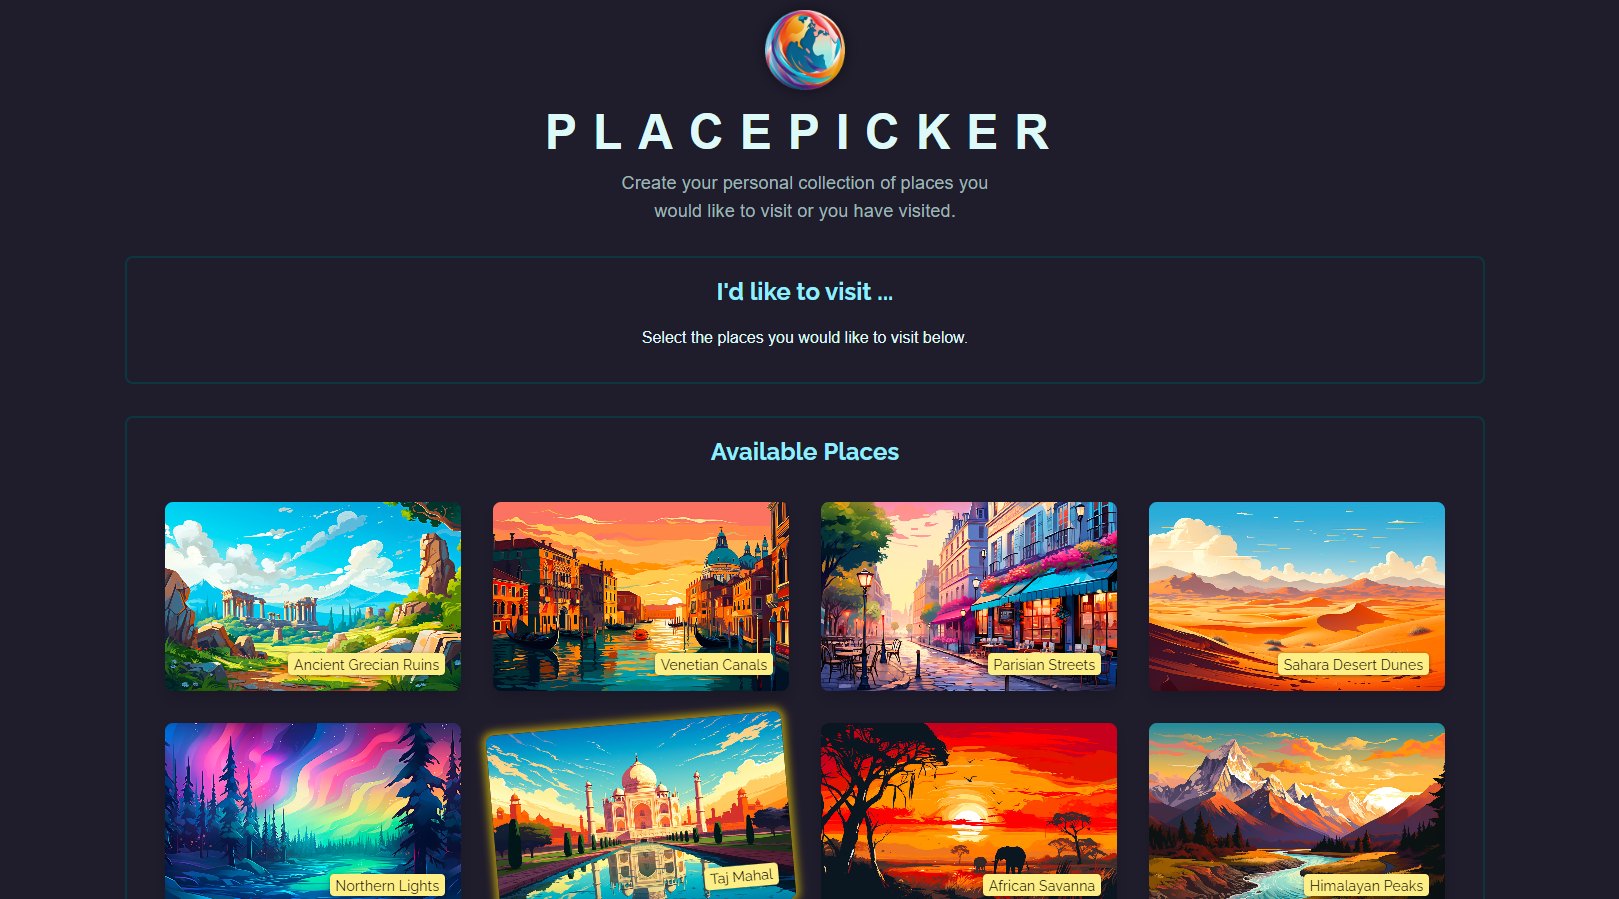 PLACEPICKER
Create your personal collection of places you
would like to visit or you have visited.
I'd like to visit ...
Select the places you would like to visit below.
Available Places
Ancient Grecian Ruins
Venetian Canals
Parisian Streets
Sahara Desert Dunes
Northern Lights
Taj Mahal
African Savanna
Himalayan Peaks